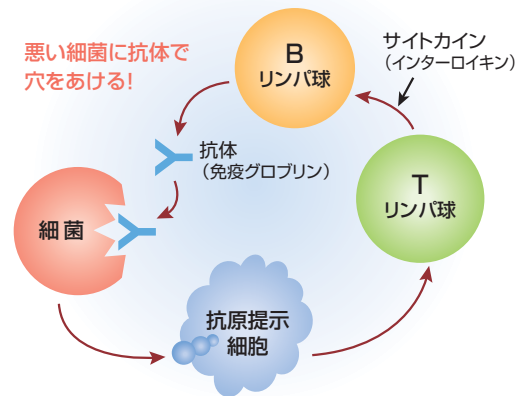 悪い細菌に抗体で
穴をあける!
B
リンパ球
サイトカイン
（インターロイキン）
抗体
（免疫グロブリン）
T
リンパ球
細菌
抗原提示
細胞